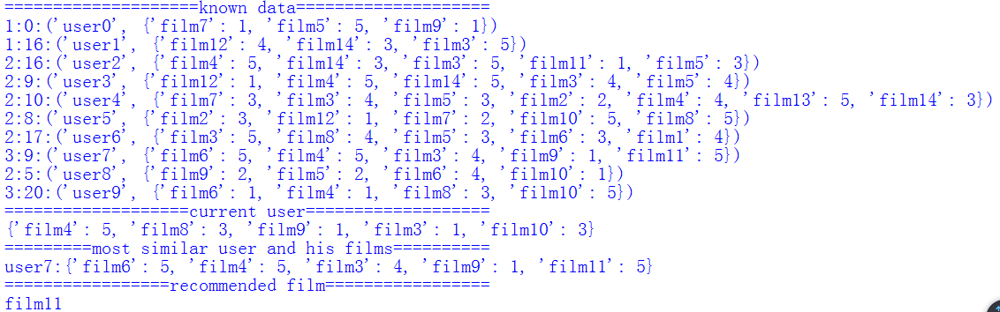 ====================known data====================
1:0:('user0', {'film7': 1, 'film5': 5, 'film9': 1})
1:16:('user1', {'film12': 4, 'film14': 3, 'film3': 5})
2:16:('user2', {'film4': 5, 'film14': 3, 'film3': 5, 'film11': 1, 'film5': 3})
2:9:('user3', {'film12': 1, 'film4': 5, 'film14': 5, 'film3': 4, 'film5': 4})
2:10:('user4', {'film7': 3, 'film3': 4, 'film5': 3, 'film2': 2, 'film4': 4, 'film13': 5, 'film14': 3})
2:8:('user5', {'film2': 3, 'film12': 1, 'film7': 2, 'film10': 5, 'film8': 5})
2:17:('user6', {'film3': 5, 'film8': 4, 'film5': 3, 'film6': 3, 'film1': 4})
3:9:('user7', {'film6': 5, 'film4': 5, 'film3': 4, 'film9': 1, 'film11': 5})
2:5:('user8', {'film9': 2, 'film5': 2, 'film6': 4, 'film10': 1})
3:20:('user9', {'film6': 1, 'film4': 1, 'film8': 3, 'film10': 5})
===================current user===================
{'film4': 5, 'film8': 3, 'film9': 1, 'film3': 1, 'film10': 3}
=========most similar user and his films==========
user7:{'film6': 5, 'film4': 5, 'film3': 4, 'film9': 1, 'film11': 5}
=================recommended film=================
film11